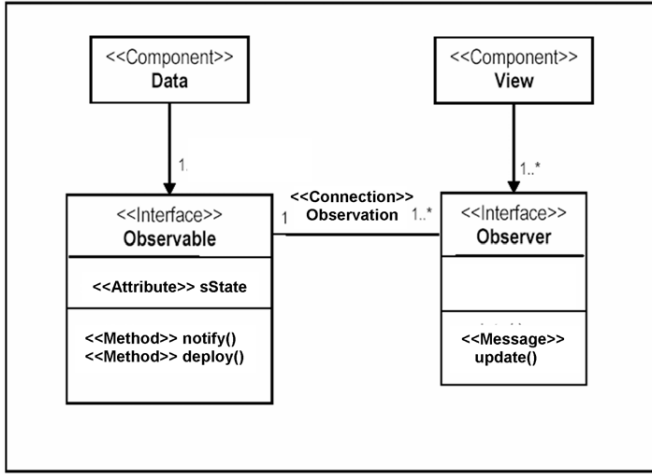 <<Component>>
Data
<<Component>>
View
1.
1..*
<<Interface>>
Observable
1
<<Connection>>
Observation
1..*
<<Interface>>
Observer
<<Attribute>> sState
<<Method>> notify()
<<Method>> deploy()
<<Message>>
update()